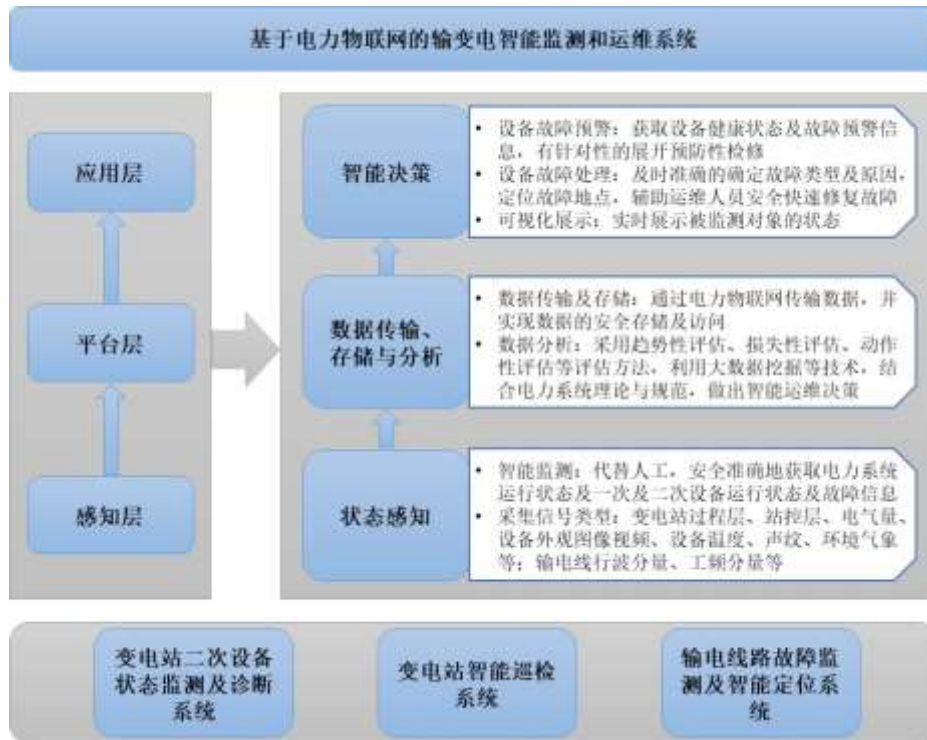 基于电力物联网的输变电智能监测和运维系统
应用层
平台层
感知层
智能决策
• 设备故障预警：获取设备健康状态及故障预警信
息，有针对性的展开预防性检修
• 设备故障处理：及时准确的确定故障类型及原因，
定位故障地点，辅助运维人员安全快速修复故障
• 可视化展示：实时展示被监测对象的状态
数据传输、
存储与分析
• 数据传输及存储：通过电力物联网传输数据，并
实现数据的安全存储及访问
• 数据分析：采用趋势性评估、损失性评估、动作
性评估等评估方法，利用大数据挖掘等技术，结
合电力系统理论与规范，做出智能运维决策
状态感知
• 智能监测：代替人工，安全准确地获取电力系统
运行状态及一次及二次设备运行状态及故障信息
• 采集信号类型：变电站过程层、站控层、电气量、
设备外观图像视频、设备温度、声纹、环境气象
等；输电线行波分量、工频分量等
变电站二次设备
状态监测及诊断
系统
变电站智能巡检
系统
输电线路故障监
测及智能定位系
统